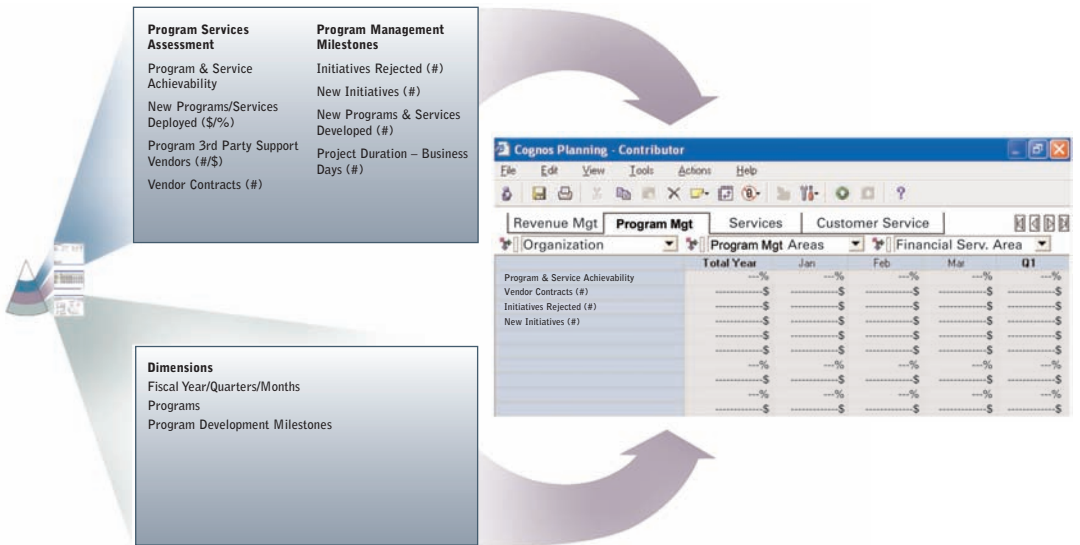 Program Services
Assessment
Program & Service
Achievability
New Programs/Services
Deployed ($/%)
Program 3rd Party Support
Vendors (#/$)
Vendor Contracts (#)
Program Management
Milestones
Initiatives Rejected (#)
New Initiatives (#)
New Programs & Services
Developed (#)
Project Duration – Business
Days (#)
Dimensions
Fiscal Year/Quarters/Months
Programs
Program Development Milestones
Cognos Planning - Contributor
File Edit View Tools Actions Help
Revenue Mgt Program Mgt Services Customer Service
Organization Program Mgt Areas Financial Serv. Area
Total Year Jan Feb Mar Q1
Program & Service Achievability ---% ---% ---% ---% ---%
Vendor Contracts (#) -----------$ -----------$ -----------$ -----------$ -----------$
Initiatives Rejected (#) -----------$ -----------$ -----------$ -----------$ -----------$
New Initiatives (#) -----------$ -----------$ -----------$ -----------$ -----------$
-----------$ -----------$ -----------$ -----------$ -----------$
-----------$ -----------$ -----------$ -----------$ -----------$
---% ---% ---% ---% ---%
-----------$ -----------$ -----------$ -----------$ -----------$
---% ---% ---% ---% ---%
-----------$ -----------$ -----------$ -----------$ -----------$